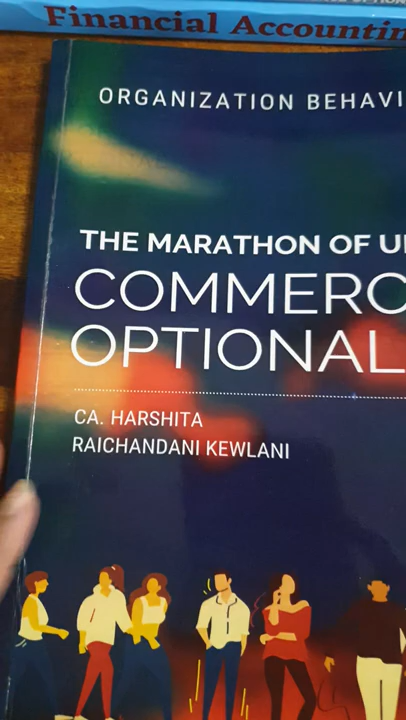 Financial Accountin
ORGANIZATION BEHAVI
THE MARATHON OF U
COMMERC
OPTIONAL
CA. HARSHITA
RAICHANDANI KEWLANI